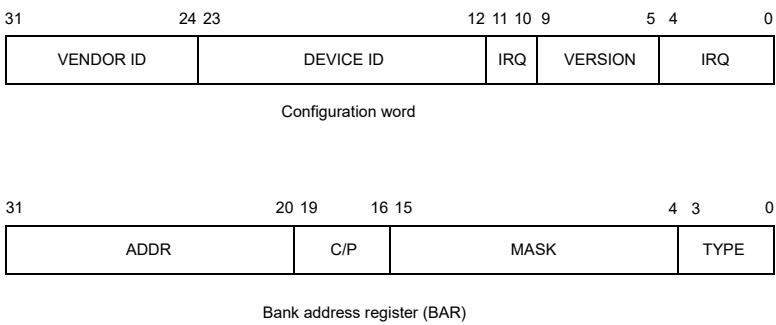 31 24 23 12 11 10 9 5 4 0
VENDOR ID DEVICE ID IRQ VERSION IRQ
Configuration word
31 20 19 16 15 4 3 0
ADDR C/P MASK TYPE
Bank address register (BAR)